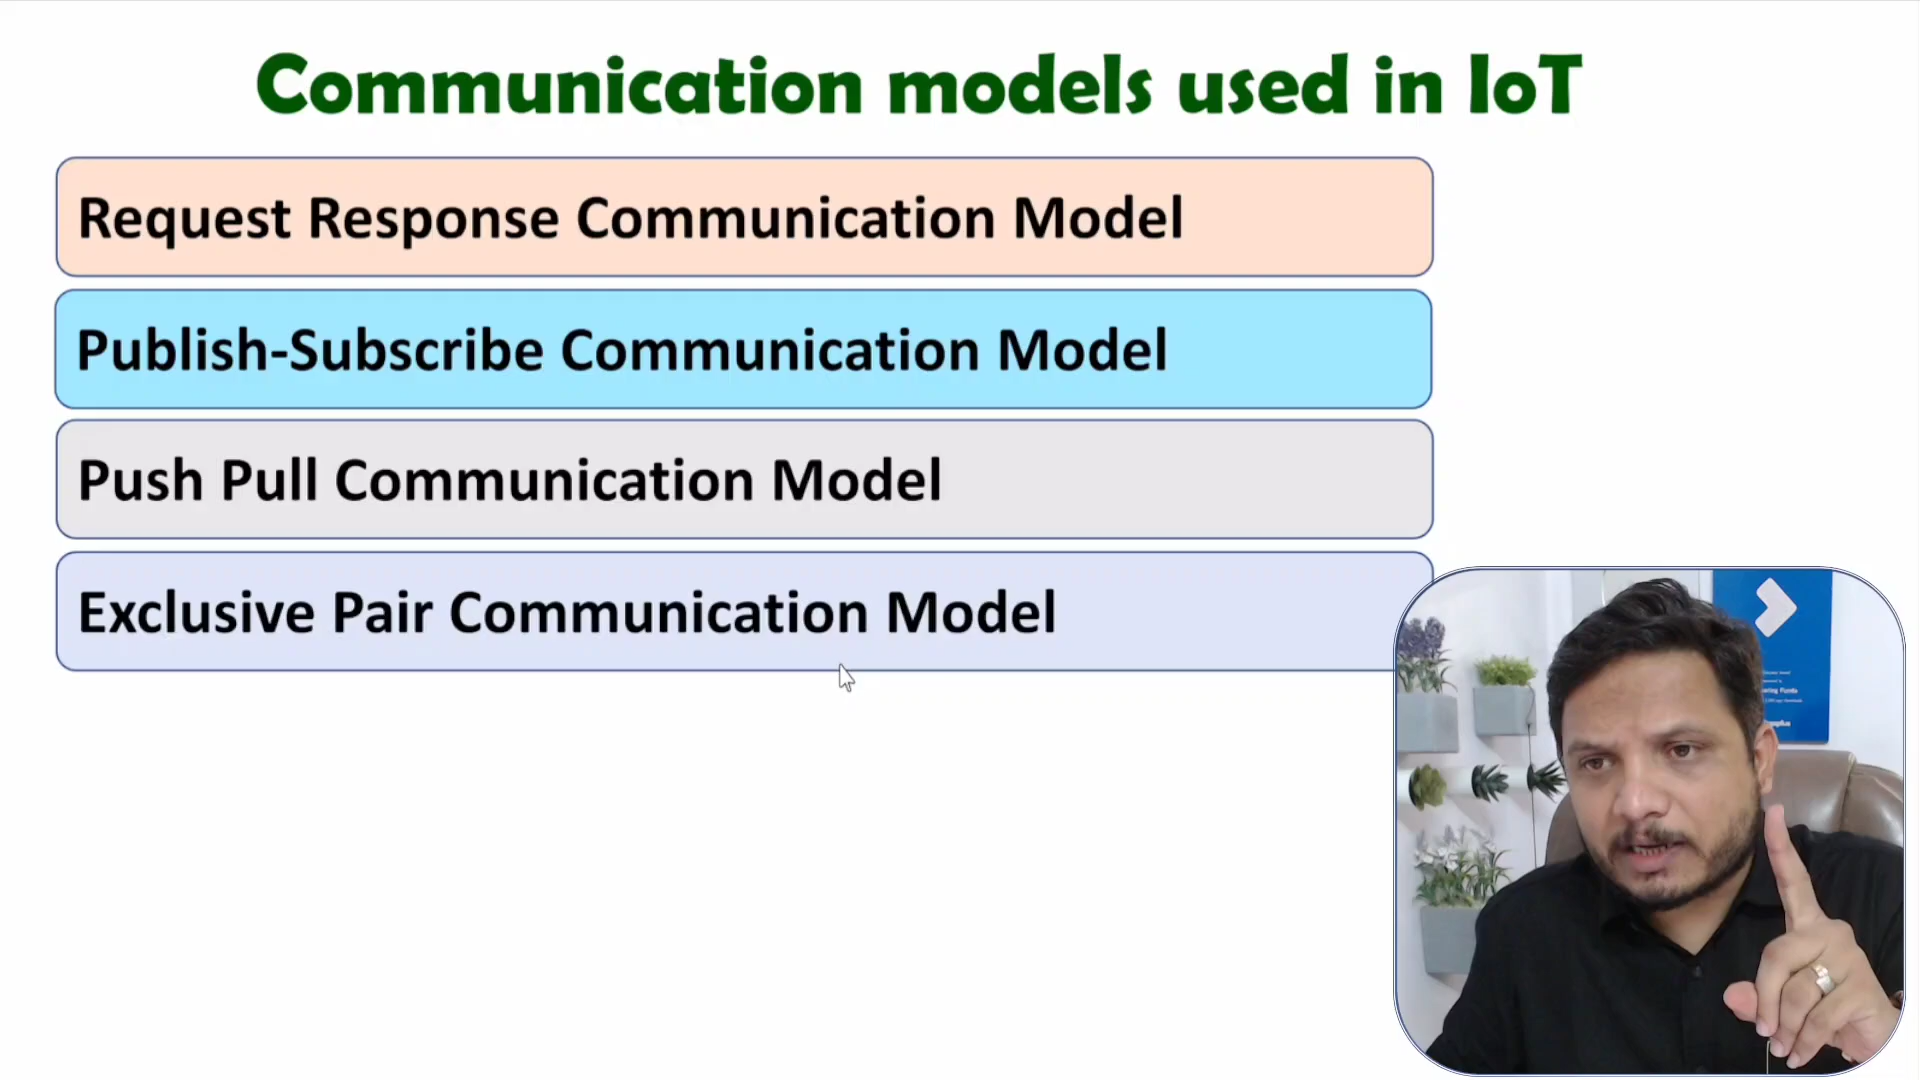 Communication models used in IoT
Request Response Communication Model
Publish-Subscribe Communication Model
Push Pull Communication Model
Exclusive Pair Communication Model